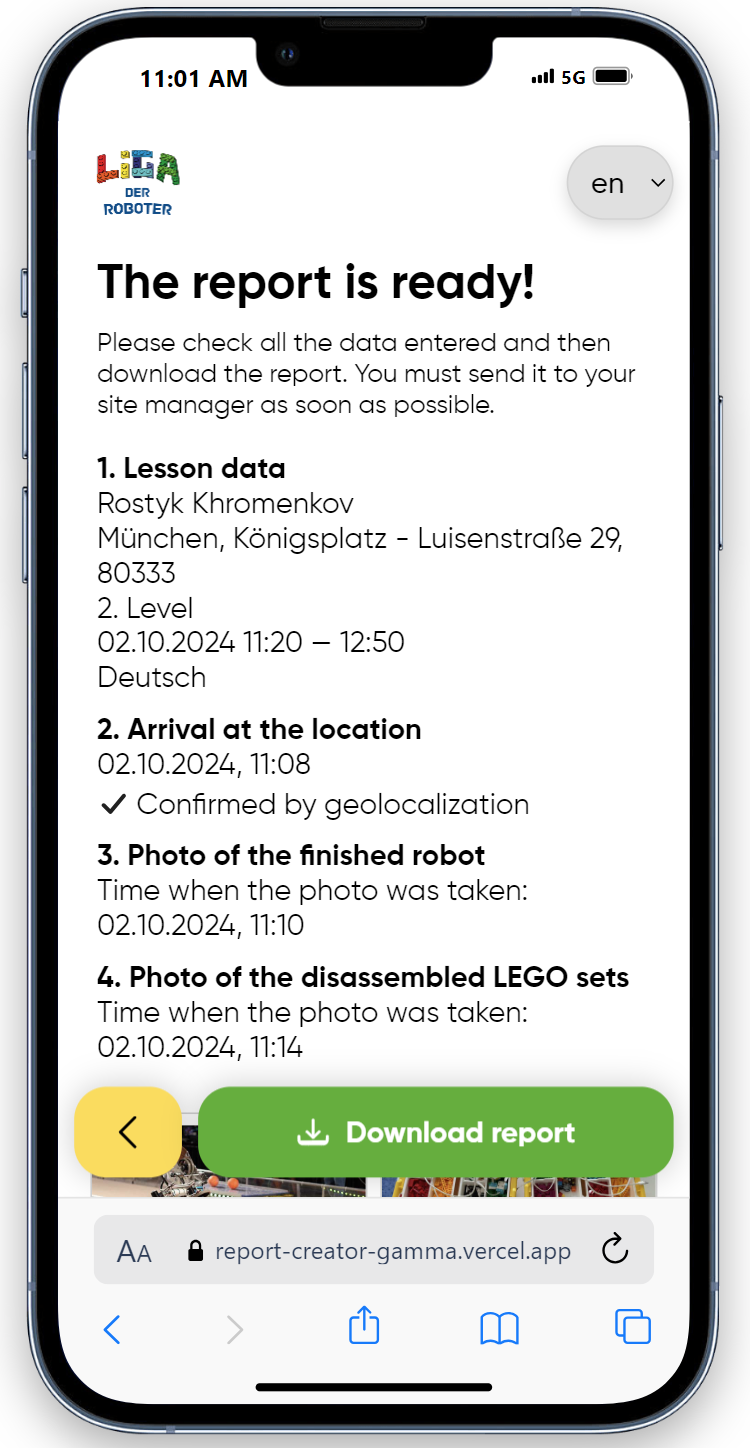 11:01 AM
5G
LiGA
DER
ROBOTER
en
The report is ready!
Please check all the data entered and then
download the report. You must send it to your
site manager as soon as possible.
1. Lesson data
Rostyk Khromenkov
München, Königsplatz - Luisenstraße 29,
80333
2. Level
02.10.2024 11:20 – 12:50
Deutsch
2. Arrival at the location
02.10.2024, 11:08
Confirmed by geolocalization
3. Photo of the finished robot
Time when the photo was taken:
02.10.2024, 11:10
4. Photo of the disassembled LEGO sets
Time when the photo was taken:
02.10.2024, 11:14
Download report
AA
report-creator-gamma.vercel.app